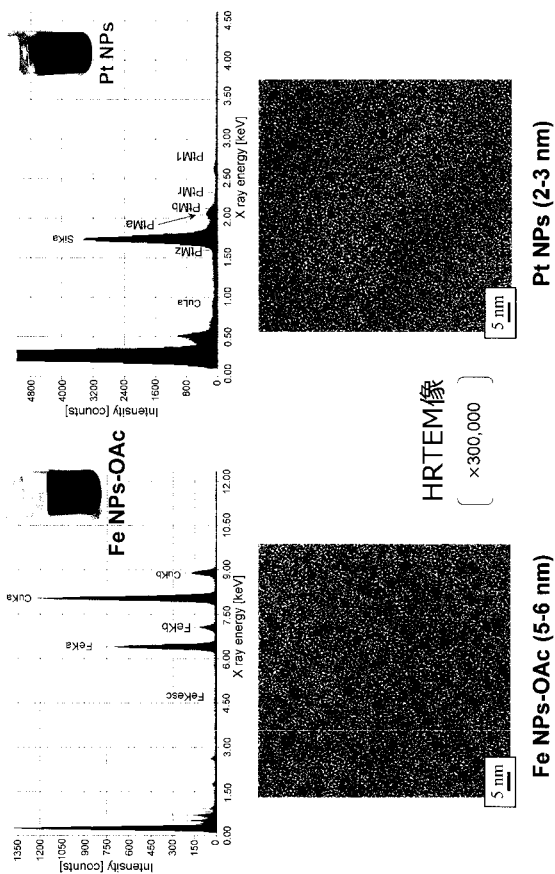 Fe NPs-OAc
Intensity [counts]
1350
1200
1050
900
750
600
450
300
150
0
FeKesc
FeKa
FeKb
CuKa
CuKb
0.00
1.50
3.00
4.50
6.00
7.50
9.00
10.50
12.00
X ray energy [keV]
Pt NPs
Intensity [counts]
4800
4000
3200
2400
1600
800
0
CuLa
PtMz
SiKa
PtMa
PtMb
PtMr
PtM1
0.00
0.50
1.00
1.50
2.00
2.50
3.00
3.50
4.00
4.50
X ray energy [keV]
5 nm
Fe NPs-OAc (5-6 nm)
HRTEM像
×300,000
5 nm
Pt NPs (2-3 nm)